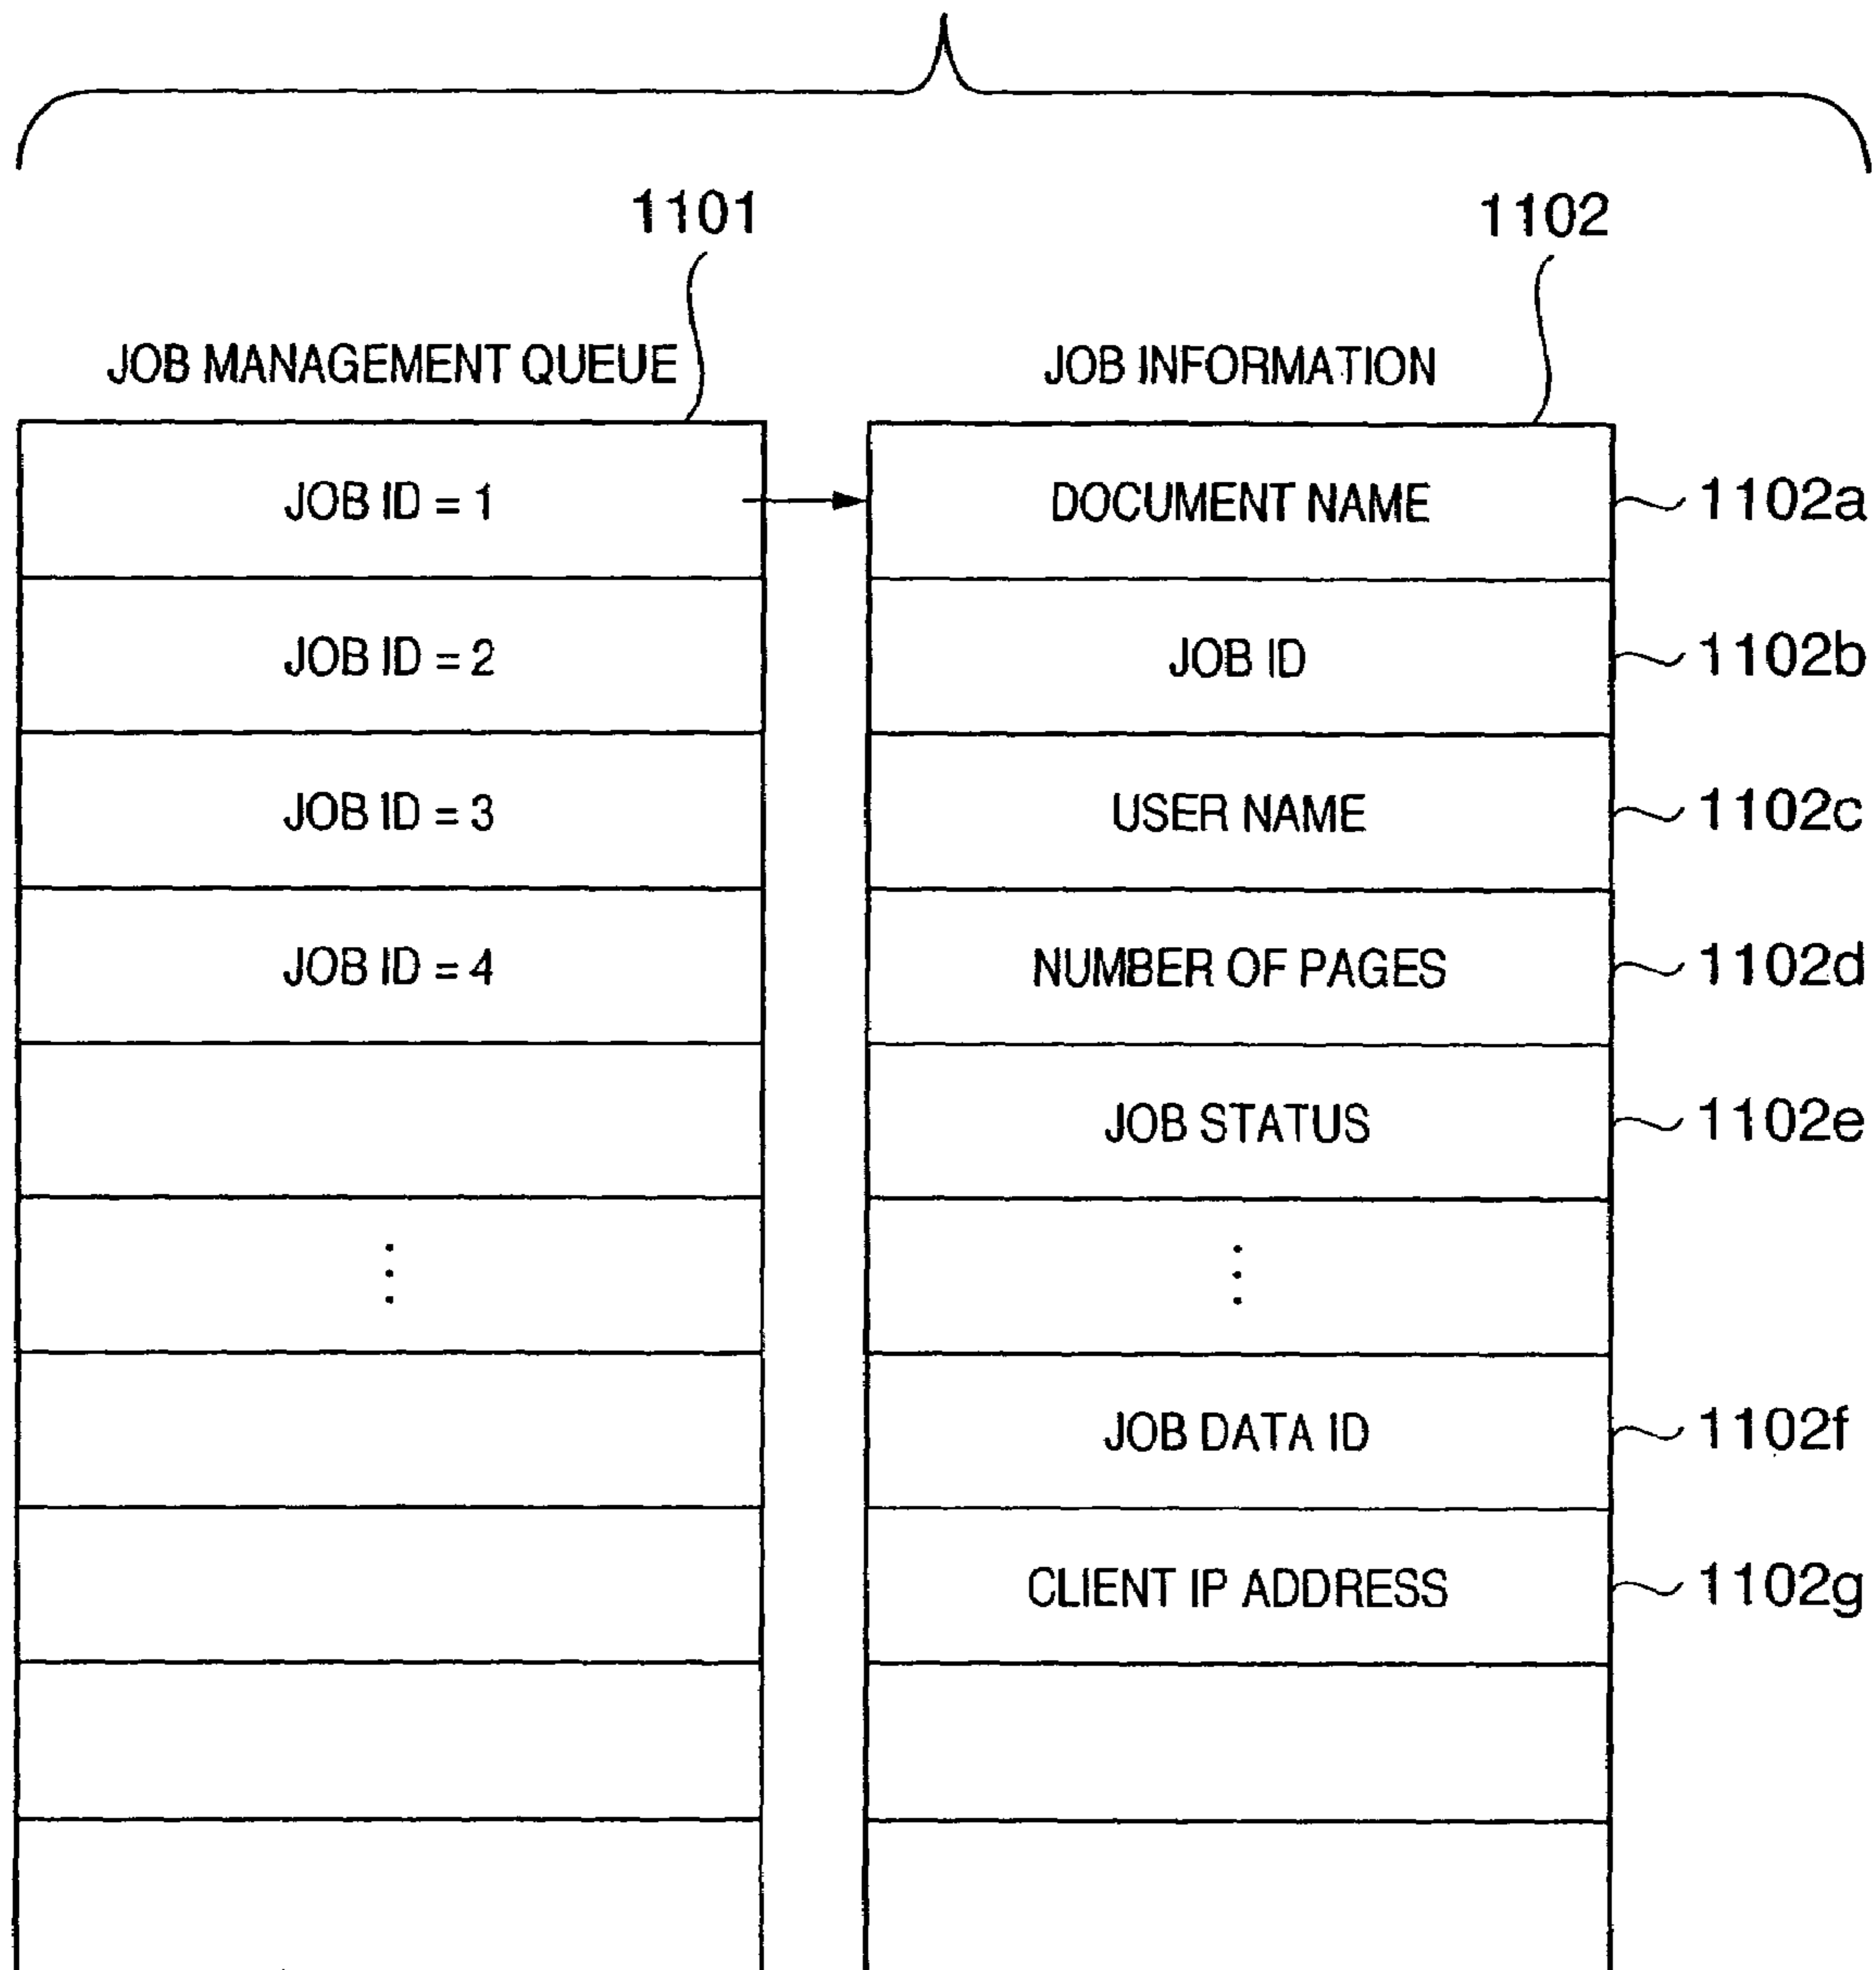 1101
1102
JOB MANAGEMENT QUEUE
JOB INFORMATION
JOB ID = 1
DOCUMENT NAME
1102a
JOB ID = 2
JOB ID
1102b
JOB ID = 3
USER NAME
1102c
JOB ID = 4
NUMBER OF PAGES
1102d
JOB STATUS
1102e
⋮
⋮
JOB DATA ID
1102f
CLIENT IP ADDRESS
1102g